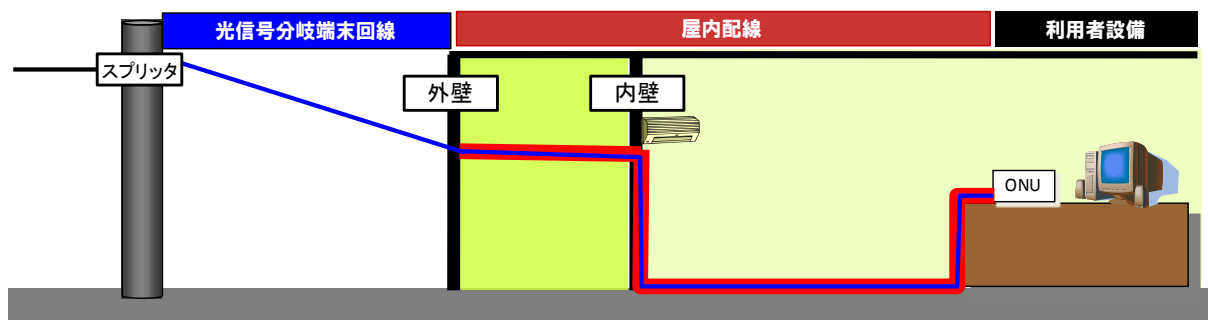 光信号分岐端末回線
屋内配線
利用者設備
スプリッタ
外壁
内壁
ONU